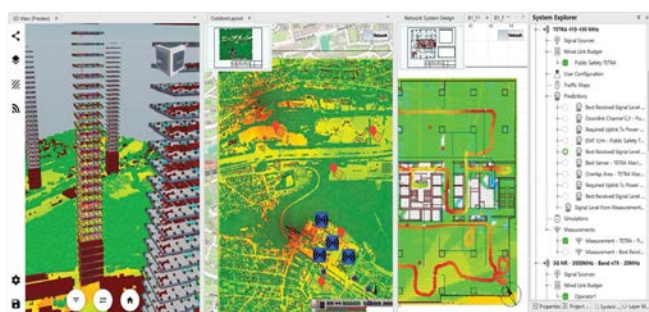 3D View (Preview)
Outdoor Layout
Network System Design
B1_F1
System Explorer
TETRA 410-430 MHz
Signal Sources
Wired Link Budget
Public Safety TETRA
User Configuration
Traffic Maps
Predictions
Best Received Signal Level ...
Downlink Channel C/I - Pu...
Required Uplink Tx Power ...
EMF V/m - Public Safety T...
Best Received Signal Level ...
Best Server - TETRA Macr...
Overlap Area - TETRA Mac...
Required Uplink Tx Power ...
Best Received Signal Level ...
Signal Level From Measurement...
Simulations
Measurements
Measurement - TETRA - Fl...
Measurement - Best Recei...
5G NR - 3500MHz - Band n78 - 20MHz
Signal Sources
Wired Link Budget
Operator1
Properties
Project ...
System ...
Layer M...